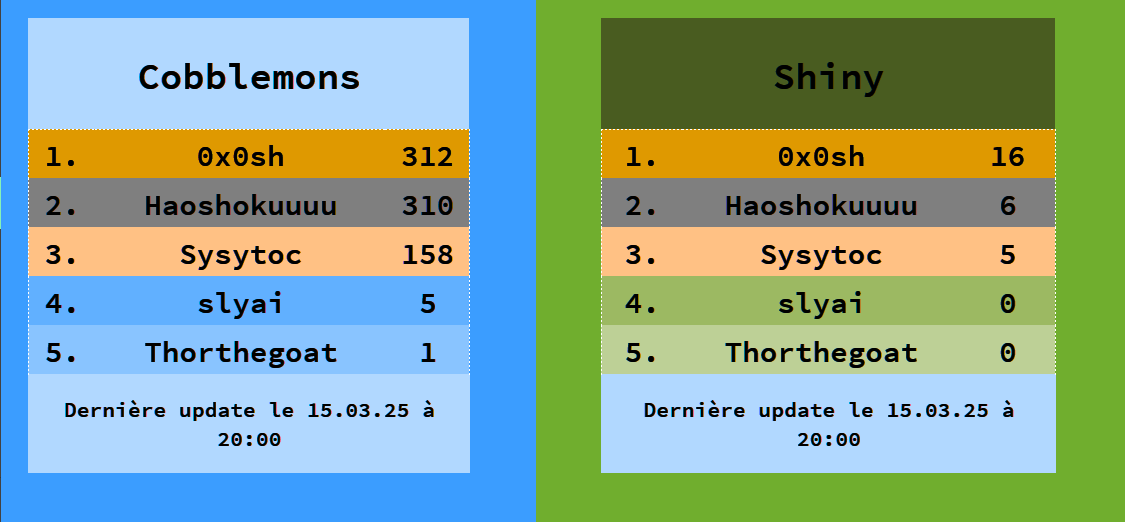 Cobblemons
1. 0x0sh 312
2. Haoshokuuuu 310
3. Sysytoc 158
4. slyai 5
5. Thorthegoat 1
Dernière update le 15.03.25 à
20:00
Shiny
1. 0x0sh 16
2. Haoshokuuuu 6
3. Sysytoc 5
4. slyai 0
5. Thorthegoat 0
Dernière update le 15.03.25 à
20:00